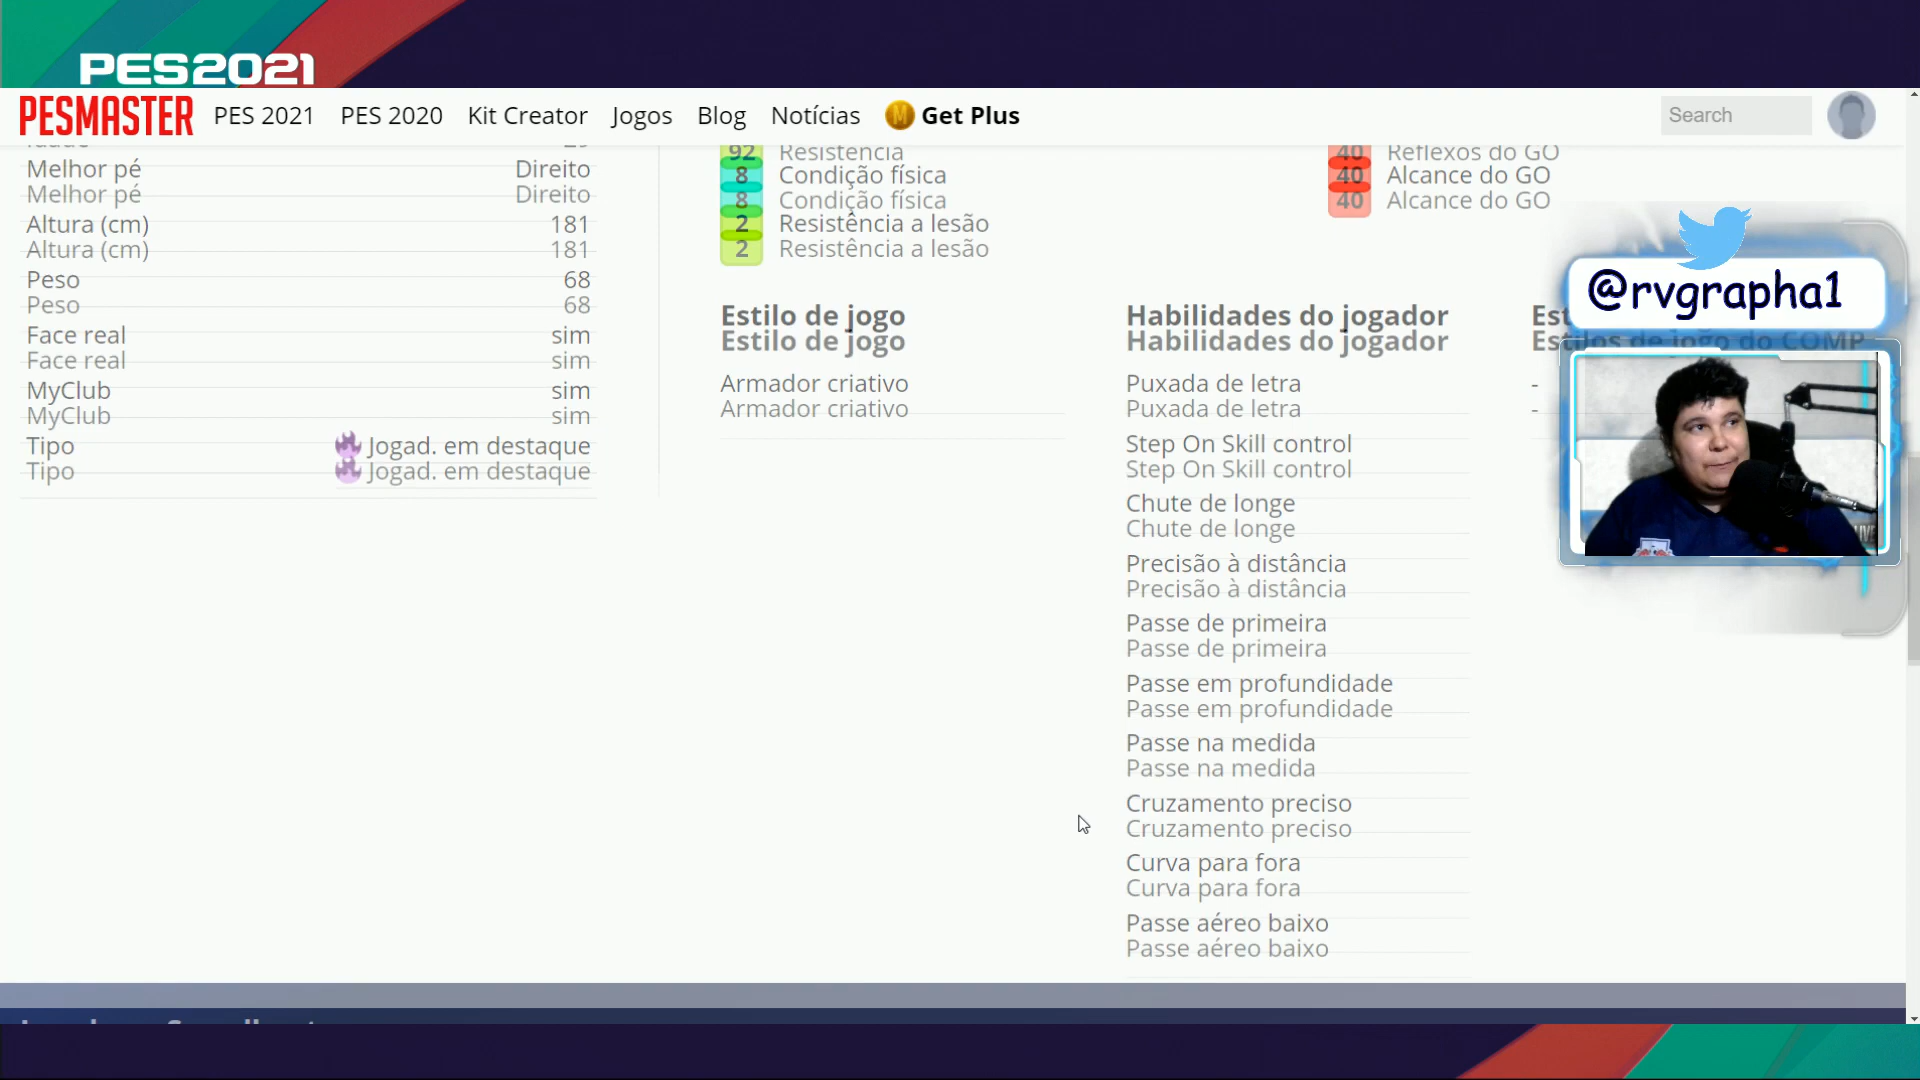 PES2021
PESMASTER PES 2021 PES 2020 Kit Creator Jogos Blog Notícias Get Plus Search
Melhor pé Direito
Melhor pé Direito
Altura (cm) 181
Altura (cm) 181
Peso 68
Peso 68
Face real sim
Face real sim
MyClub sim
MyClub sim
Tipo Jogad. em destaque
Tipo Jogad. em destaque
92 Resistência
8 Condição física
8 Condição física
2 Resistência a lesão
2 Resistência a lesão
40 Reflexos do GO
40 Alcance do GO
40 Alcance do GO
Estilo de jogo
Estilo de jogo
Armador criativo
Armador criativo
Habilidades do jogador
Habilidades do jogador
Puxada de letra
Puxada de letra
Step On Skill control
Step On Skill control
Chute de longe
Chute de longe
Precisão à distância
Precisão à distância
Passe de primeira
Passe de primeira
Passe em profundidade
Passe em profundidade
Passe na medida
Passe na medida
Cruzamento preciso
Cruzamento preciso
Curva para fora
Curva para fora
Passe aéreo baixo
Passe aéreo baixo
Estilos de jogo do COMP
-
-
@rvgrapha1